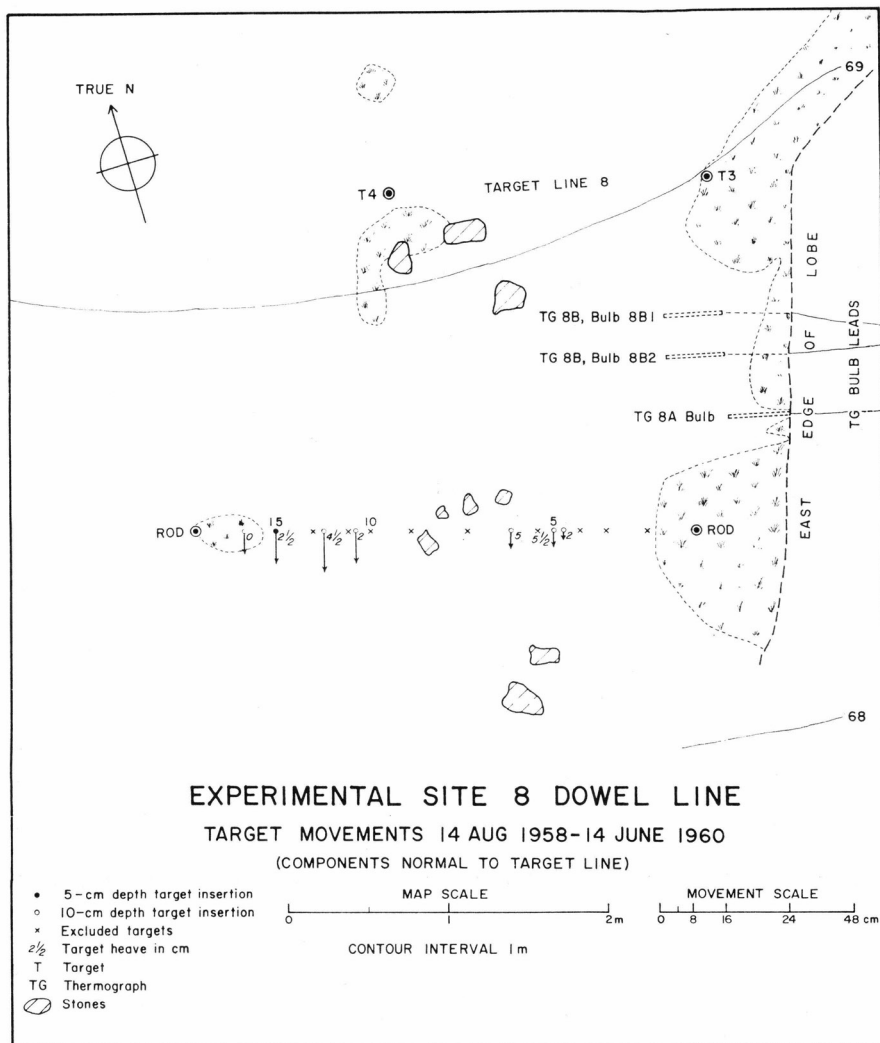 TRUE N
69
T3
T4
TARGET LINE 8
EAST EDGE OF LOBE
TG BULB LEADS
TG 8B, Bulb 8B1
TG 8B, Bulb 8B2
TG 8A Bulb
15 10 5
ROD 0 2½ 4½ 2 5 5½ 2 ROD
68
EXPERIMENTAL SITE 8 DOWEL LINE
TARGET MOVEMENTS 14 AUG 1958-14 JUNE 1960
(COMPONENTS NORMAL TO TARGET LINE)
5-cm depth target insertion
10-cm depth target insertion
× Excluded targets
2½ Target heave in cm
T Target
TG Thermograph
Stones
MAP SCALE
0 1 2m
CONTOUR INTERVAL 1m
MOVEMENT SCALE
0 8 16 24 48 cm